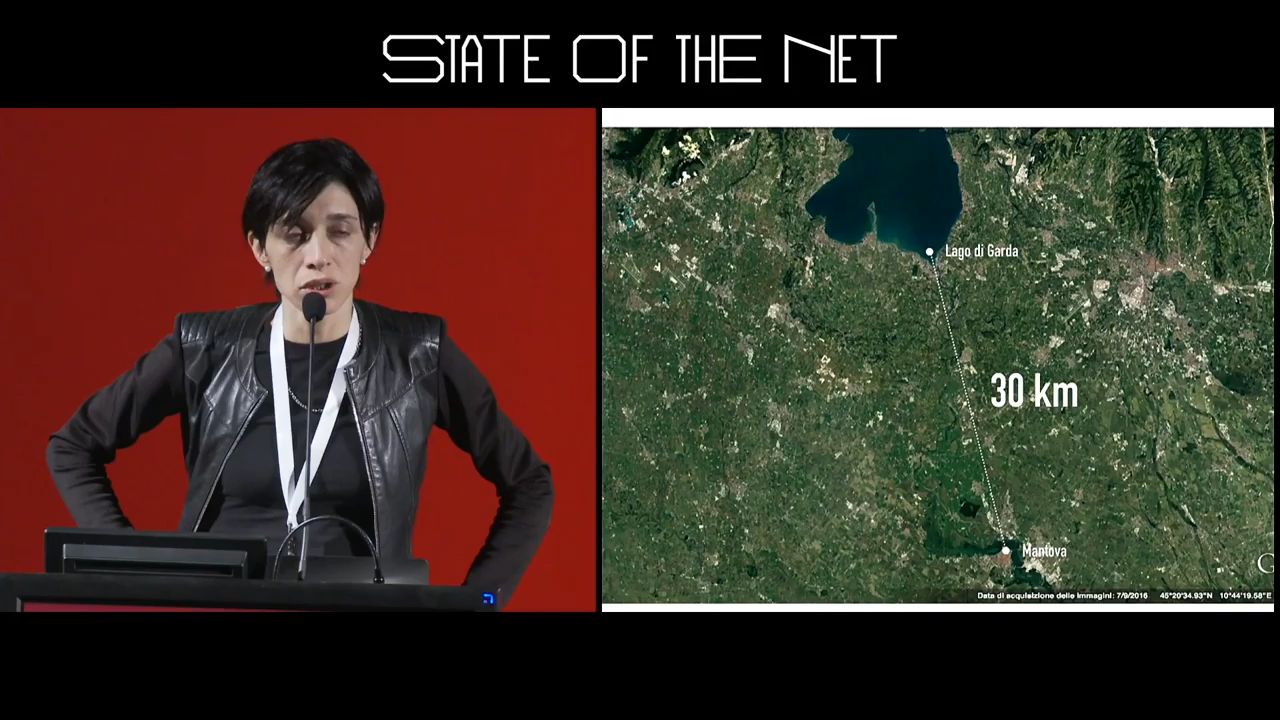 STATE OF THE NET
Lago di Garda
30 km
Mantova
G
Data di acquisizione delle immagini: 7/9/2016 45°20'34.93"N 10°44'19.58"E